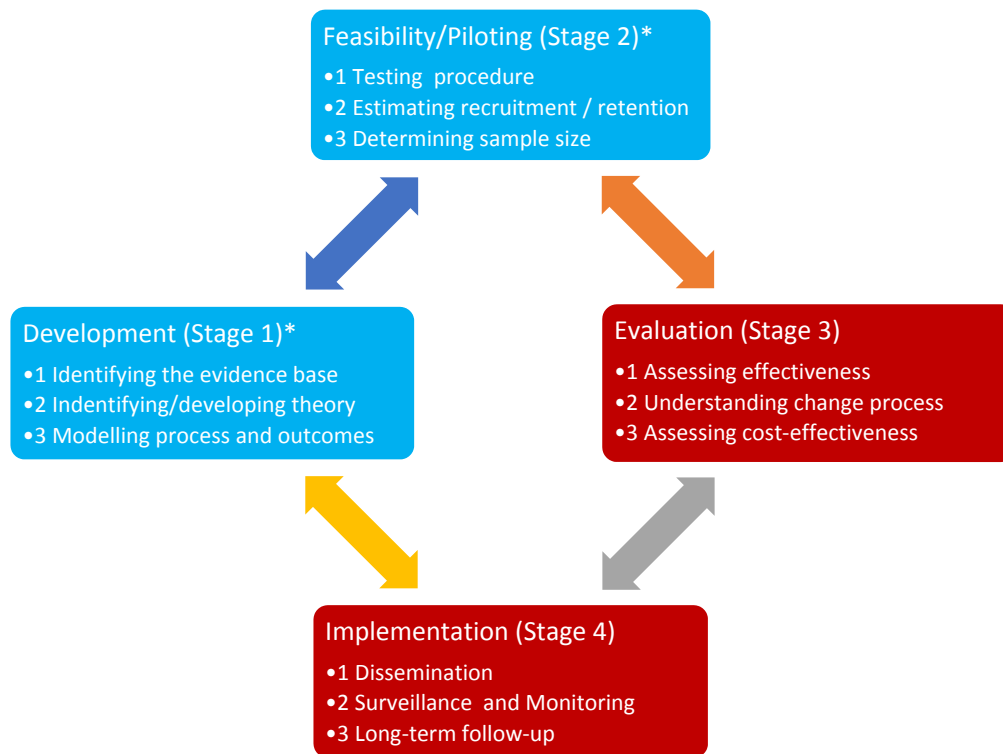 Feasibility/Piloting (Stage 2)*
•1 Testing  procedure
•2 Estimating recruitment / retention
•3 Determining sample size
Development (Stage 1)*
•1 Identifying the evidence base
•2 Indentifying/developing theory
•3 Modelling process and outcomes
Evaluation (Stage 3)
•1 Assessing effectiveness
•2 Understanding change process
•3 Assessing cost-effectiveness
Implementation (Stage 4)
•1 Dissemination
•2 Surveillance  and Monitoring
•3 Long-term follow-up